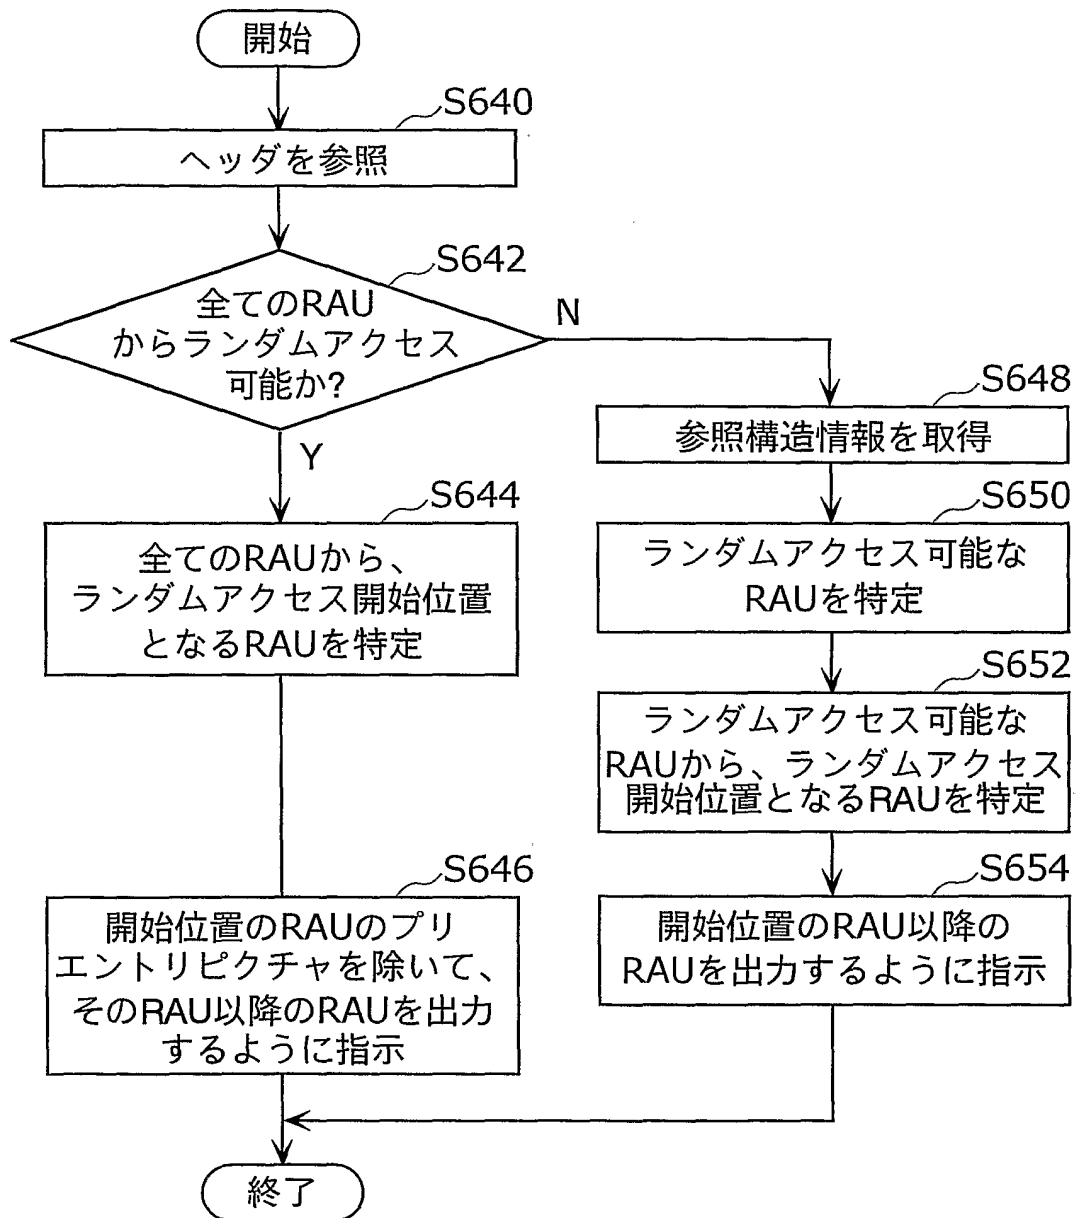 開始
S640
ヘッダを参照
S642
全てのRAU
からランダムアクセス
可能か?
N
Y
S644
全てのRAUから、
ランダムアクセス開始位置
となるRAUを特定
S646
開始位置のRAUのプリ
エントリピクチャを除いて、
そのRAU以降のRAUを出力
するように指示
S648
参照構造情報を取得
S650
ランダムアクセス可能な
RAUを特定
S652
ランダムアクセス可能な
RAUから、ランダムアクセス
開始位置となるRAUを特定
S654
開始位置のRAU以降の
RAUを出力するように指示
終了